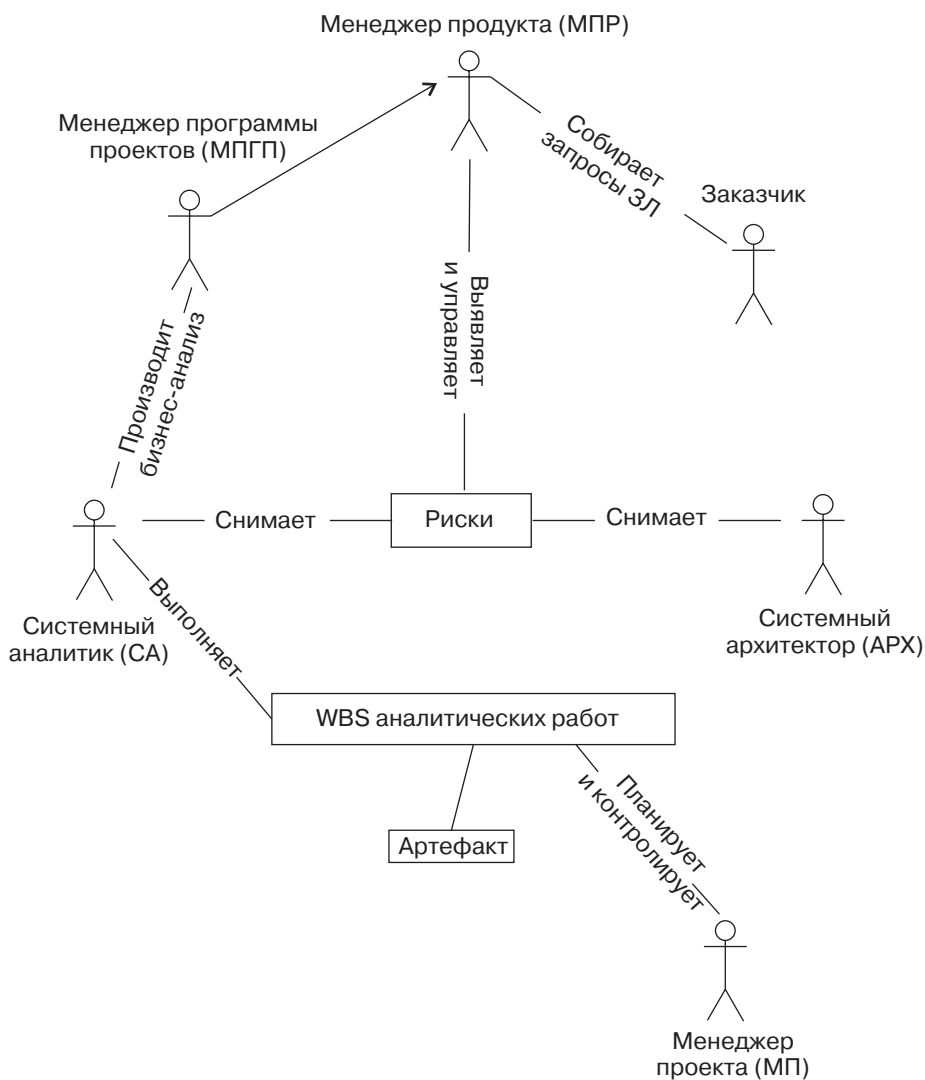 Менеджер продукта (МПР)
Менеджер программы
проектов (МПГП)
Собирает
запросы ЗЛ
Заказчик
Выявляет
и управляет
Производит
бизнес-анализ
Снимает
Риски
Снимает
Системный
аналитик (СА)
Системный
архитектор (АРХ)
Выполняет
WBS аналитических работ
Артефакт
Планирует
и контролирует
Менеджер
проекта (МП)